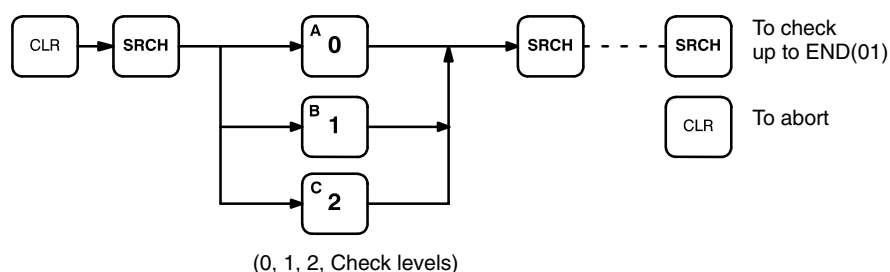 CLR
SRCH
A
0
SRCH
SRCH
To check
up to END(01)
B
1
CLR
To abort
C
2
(0, 1, 2, Check levels)